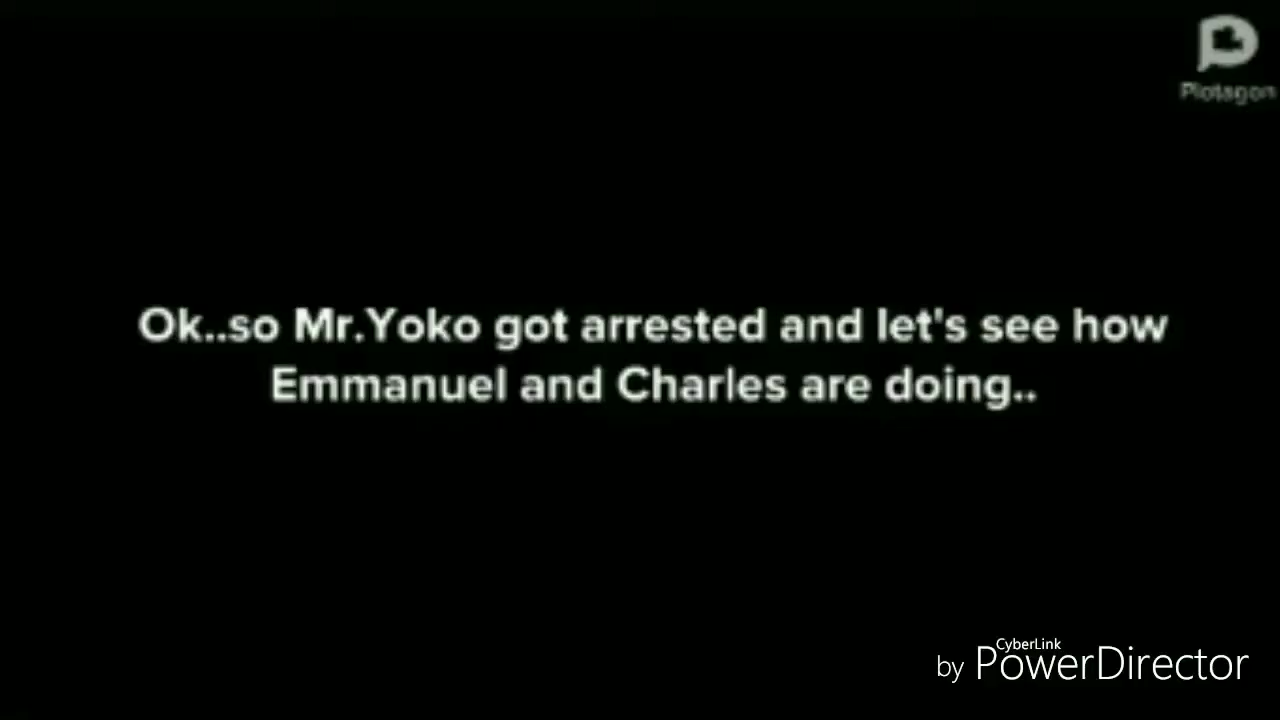 Plotagon
Ok..so Mr.Yoko got arrested and let's see how
Emmanuel and Charles are doing..
CyberLink
by PowerDirector